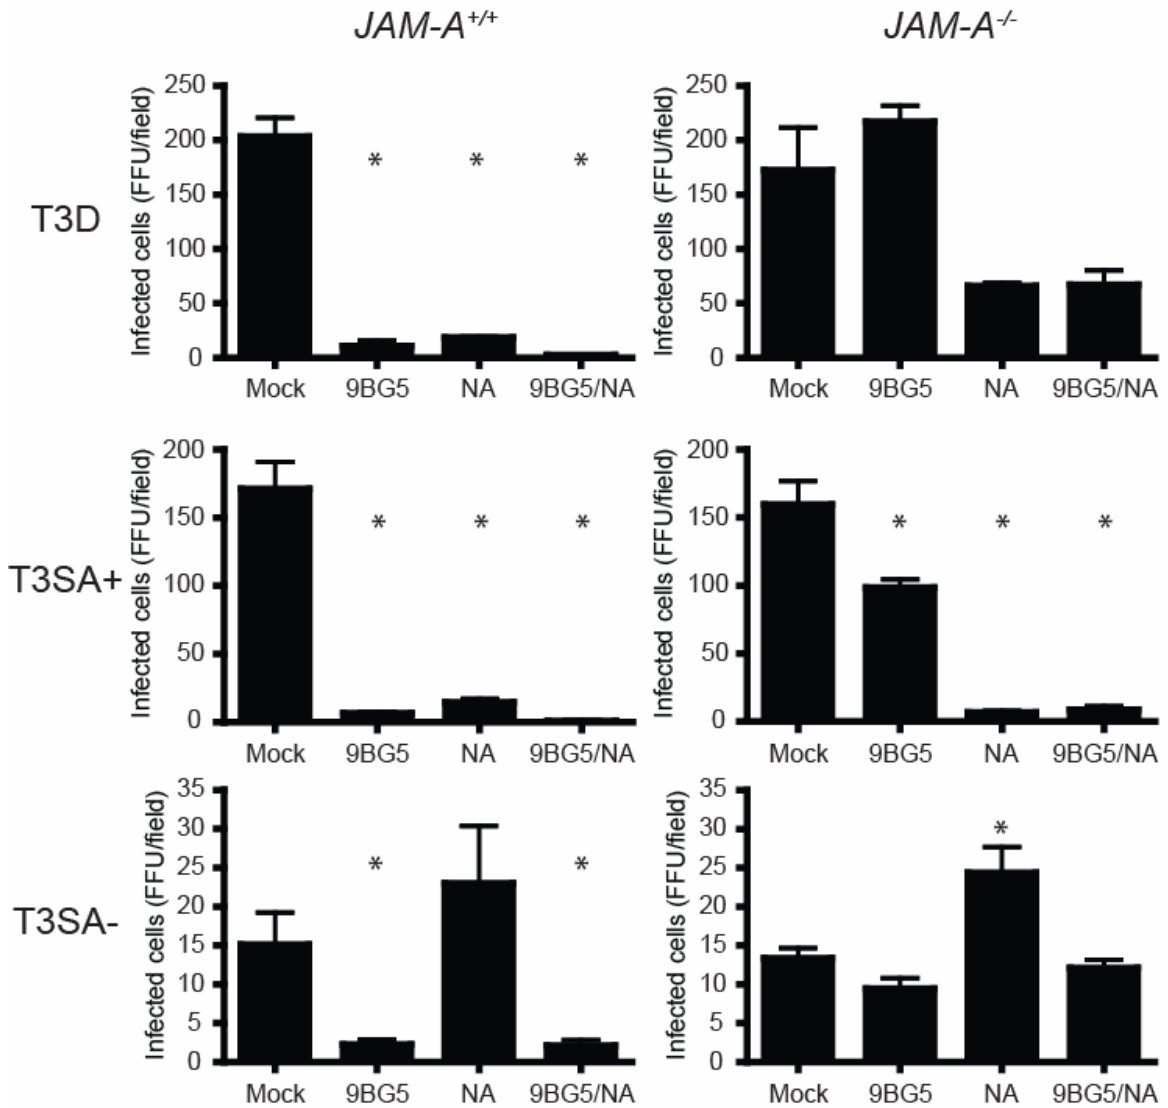 JAM-A+/+ JAM-A-/-
T3D
Infected cells (FFU/field)
250
200
150
100
50
0
* * *
Mock 9BG5 NA 9BG5/NA
Infected cells (FFU/field)
250
200
150
100
50
0
Mock 9BG5 NA 9BG5/NA
T3SA+
Infected cells (FFU/field)
200
150
100
50
0
* * *
Mock 9BG5 NA 9BG5/NA
Infected cells (FFU/field)
200
150
100
50
0
* * *
Mock 9BG5 NA 9BG5/NA
T3SA-
Infected cells (FFU/field)
35
30
25
20
15
10
5
0
* *
Mock 9BG5 NA 9BG5/NA
Infected cells (FFU/field)
35
30
25
20
15
10
5
0
*
Mock 9BG5 NA 9BG5/NA